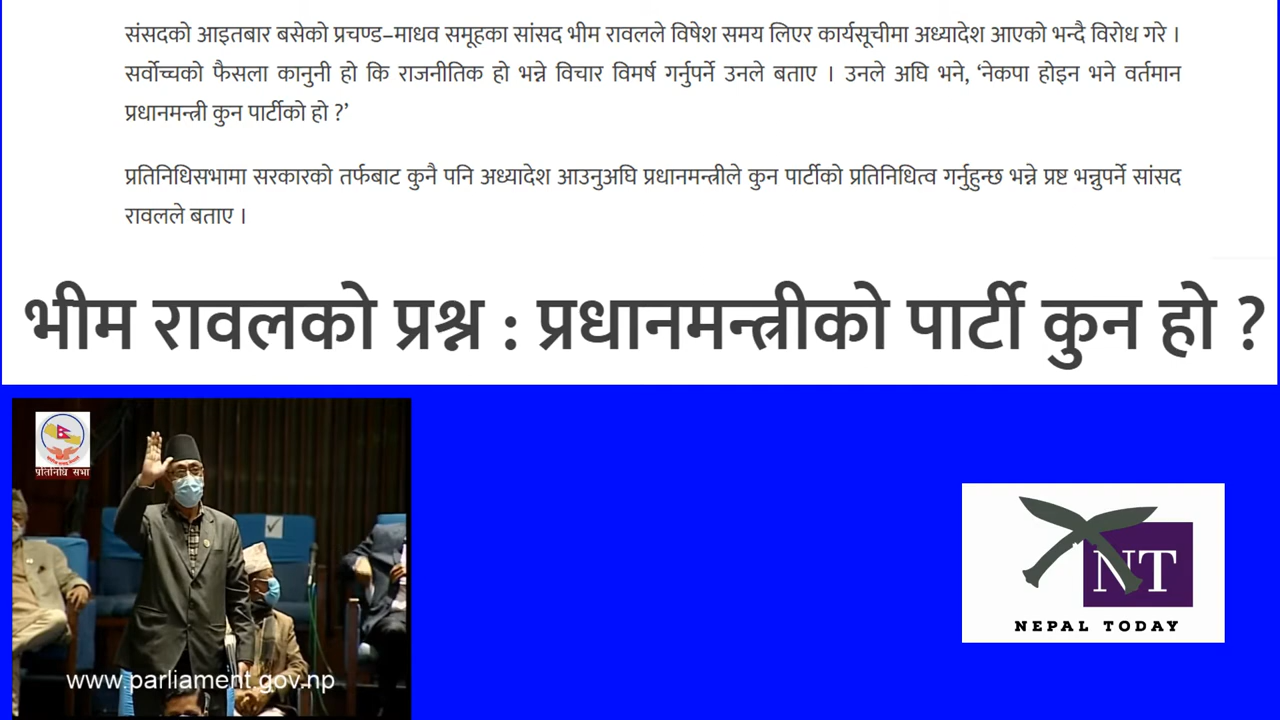 संसदको आइतबार बसेको प्रचण्ड–माधव समूहका सांसद भीम रावलले विषेश समय लिएर कार्यसूचीमा अध्यादेश आएको भन्दै विरोध गरे ।
सर्वोच्चको फैसला कानुनी हो कि राजनीतिक हो भन्ने विचार विमर्ष गर्नुपर्ने उनले बताए । उनले अघि भने, ‘नेकपा होइन भने वर्तमान
प्रधानमन्त्री कुन पार्टीको हो ?’
प्रतिनिधिसभामा सरकारको तर्फबाट कुनै पनि अध्यादेश आउनुअघि प्रधानमन्त्रीले कुन पार्टीको प्रतिनिधित्व गर्नुहुन्छ भन्ने प्रष्ट भन्नुपर्ने सांसद
रावलले बताए ।
भीम रावलको प्रश्न : प्रधानमन्त्रीको पार्टी कुन हो ?
प्रतिनिधि सभा
www.parliament.gov.np
NT
NEPAL TODAY